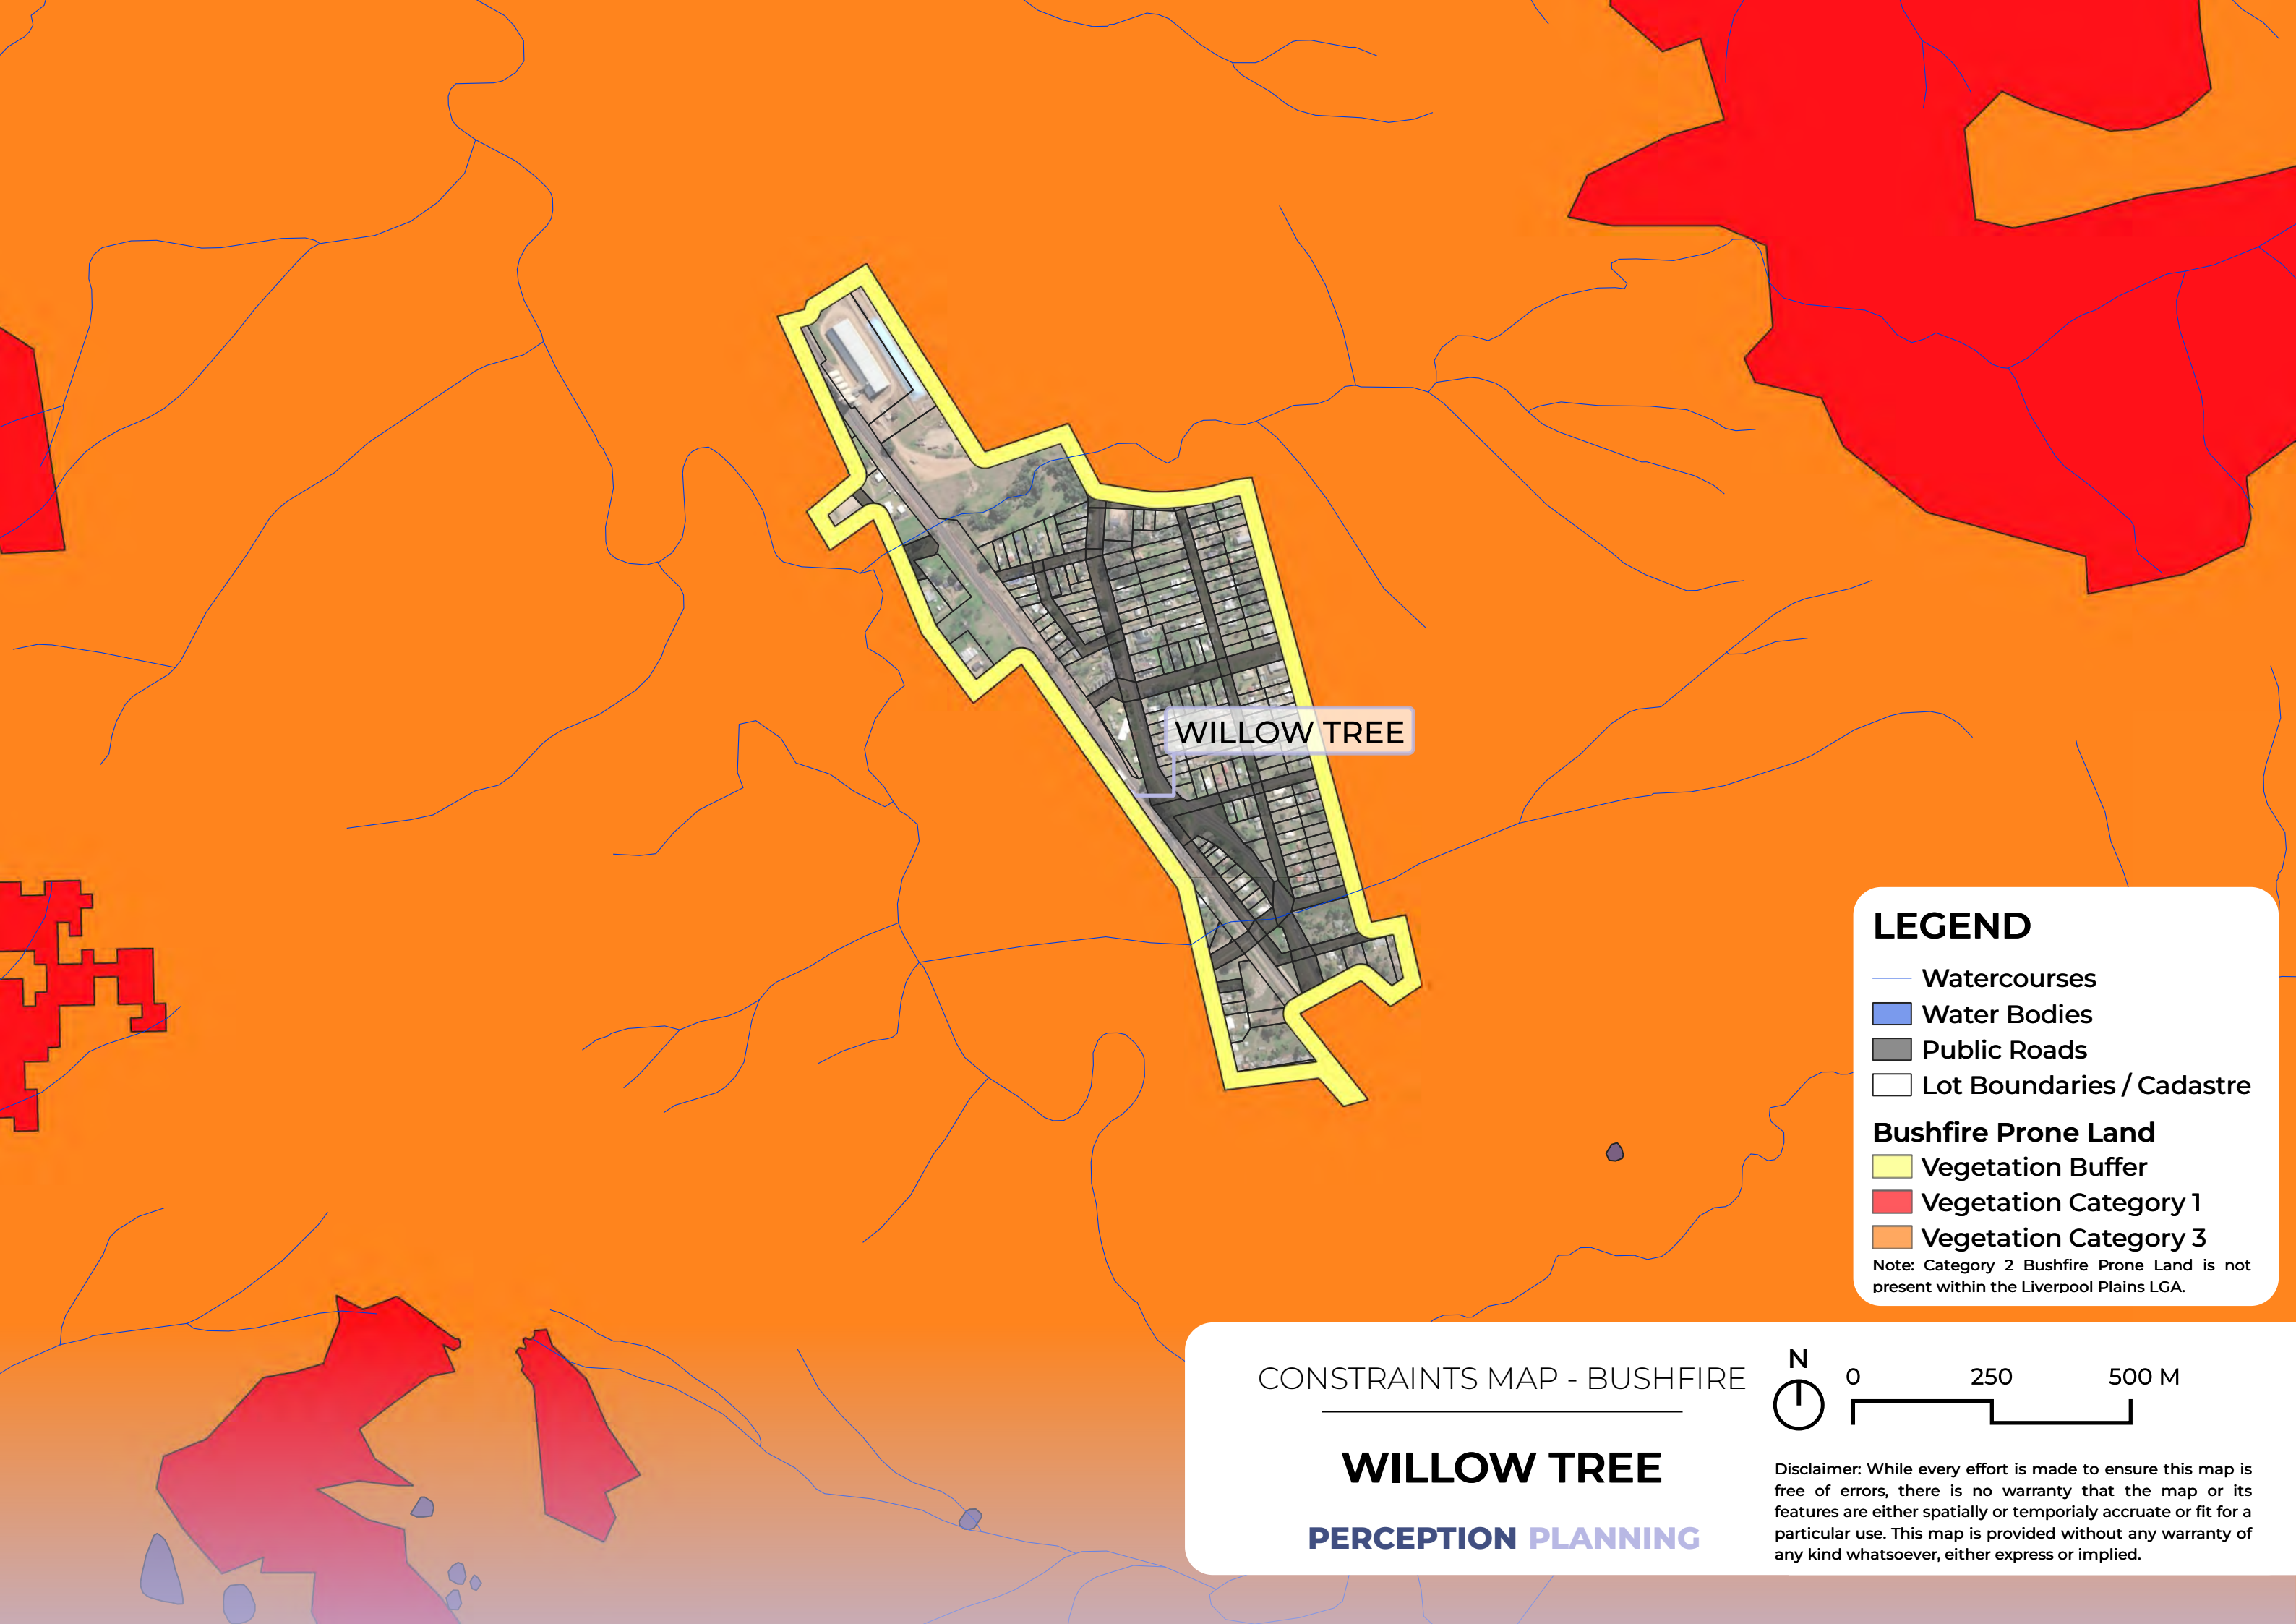 WILLOW TREE
LEGEND
Watercourses
Water Bodies
Public Roads
Lot Boundaries / Cadastre
Bushfire Prone Land
Vegetation Buffer
Vegetation Category 1
Vegetation Category 3
Note: Category 2 Bushfire Prone Land is not
present within the Liverpool Plains LGA.
CONSTRAINTS MAP - BUSHFIRE
WILLOW TREE
PERCEPTION PLANNING
N
0 250 500 M
Disclaimer: While every effort is made to ensure this map is
free of errors, there is no warranty that the map or its
features are either spatially or temporialy accruate or fit for a
particular use. This map is provided without any warranty of
any kind whatsoever, either express or implied.